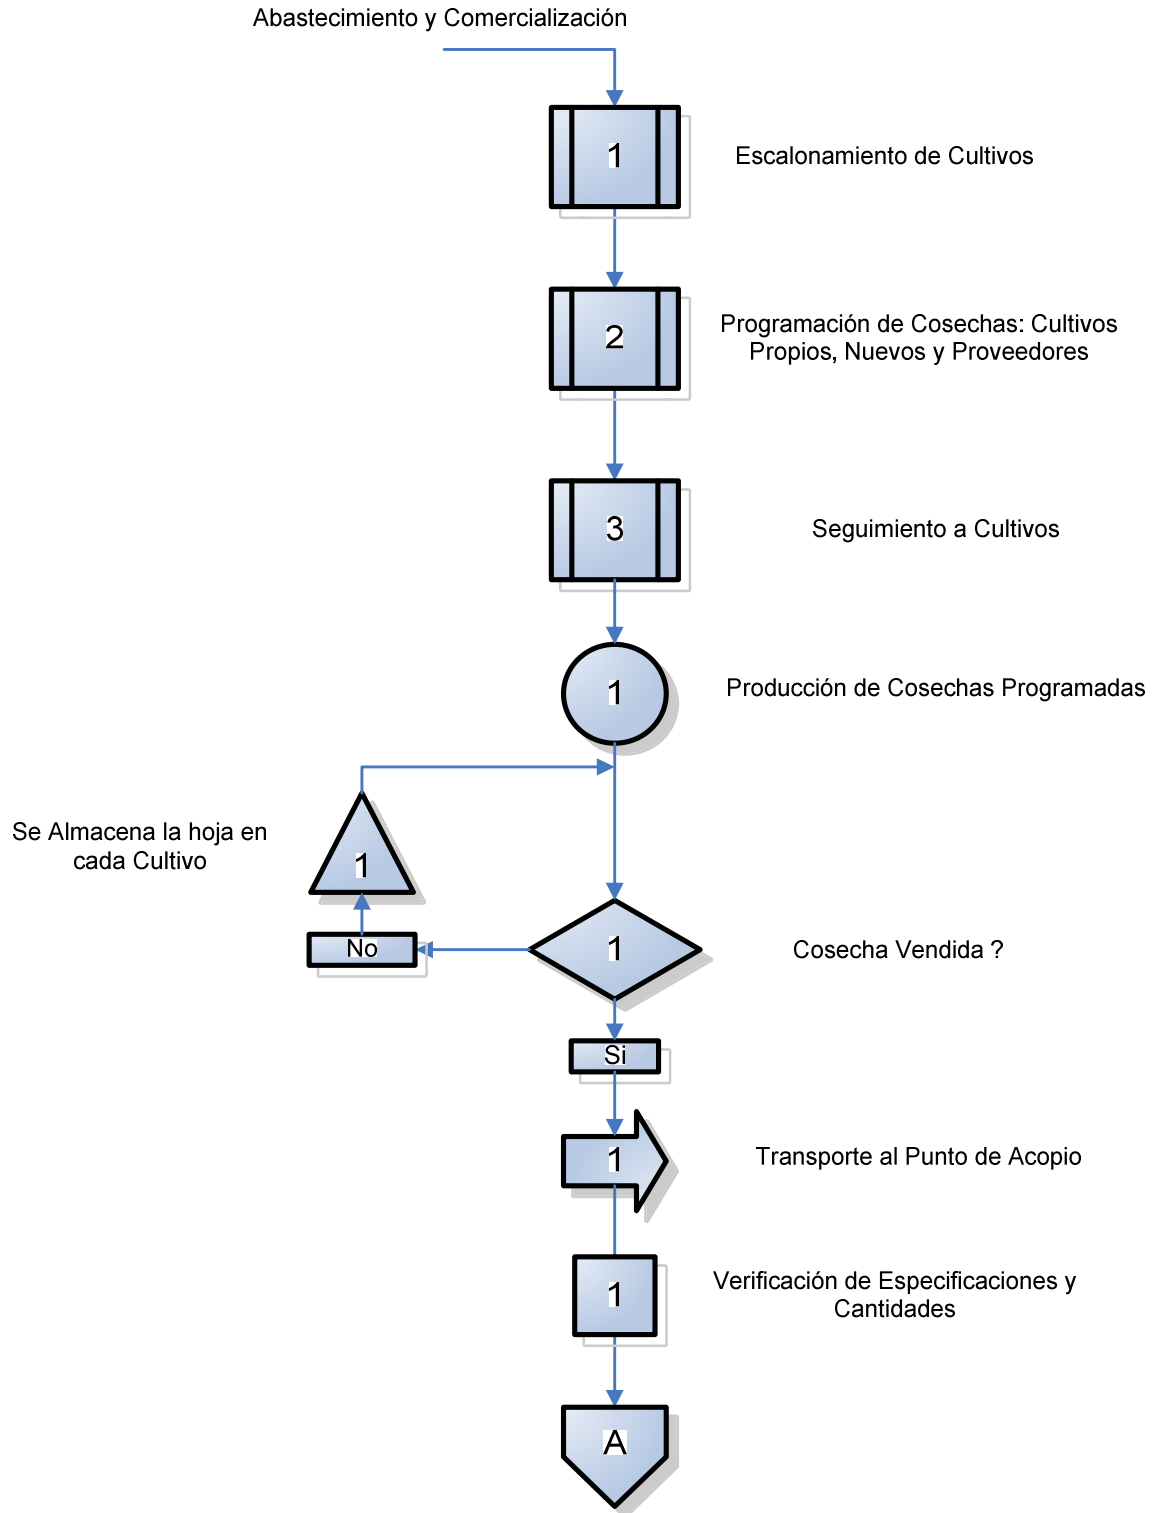 Abastecimiento y Comercialización
1
Escalonamiento de Cultivos
2
Programación de Cosechas: Cultivos
Propios, Nuevos y Proveedores
3
Seguimiento a Cultivos
1
Producción de Cosechas Programadas
Se Almacena la hoja en
cada Cultivo
1
No
1
Cosecha Vendida ?
Si
1
Transporte al Punto de Acopio
1
Verificación de Especificaciones y
Cantidades
A